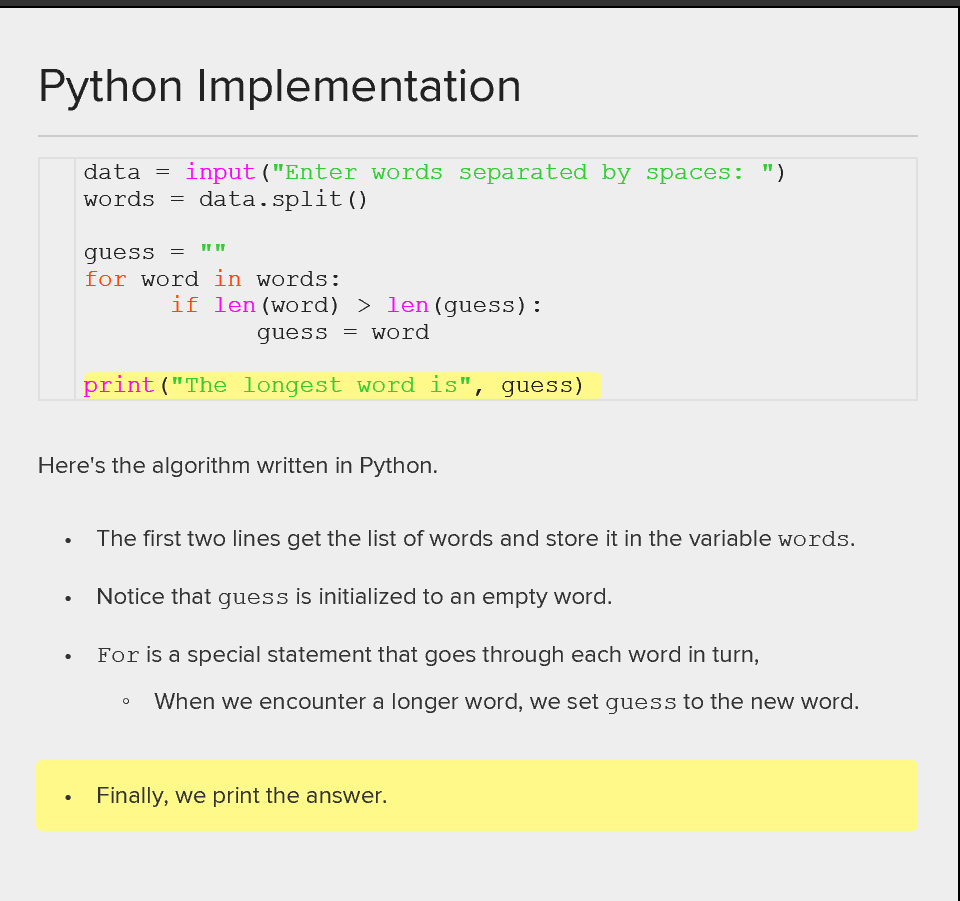 Python Implementation
data = input("Enter words separated by spaces: ")
words = data.split()
guess = ""
for word in words:
if len(word) > len(guess):
guess = word
print("The longest word is", guess)
Here's the algorithm written in Python.
• The first two lines get the list of words and store it in the variable words.
• Notice that guess is initialized to an empty word.
• For is a special statement that goes through each word in turn,
◦ When we encounter a longer word, we set guess to the new word.
• Finally, we print the answer.